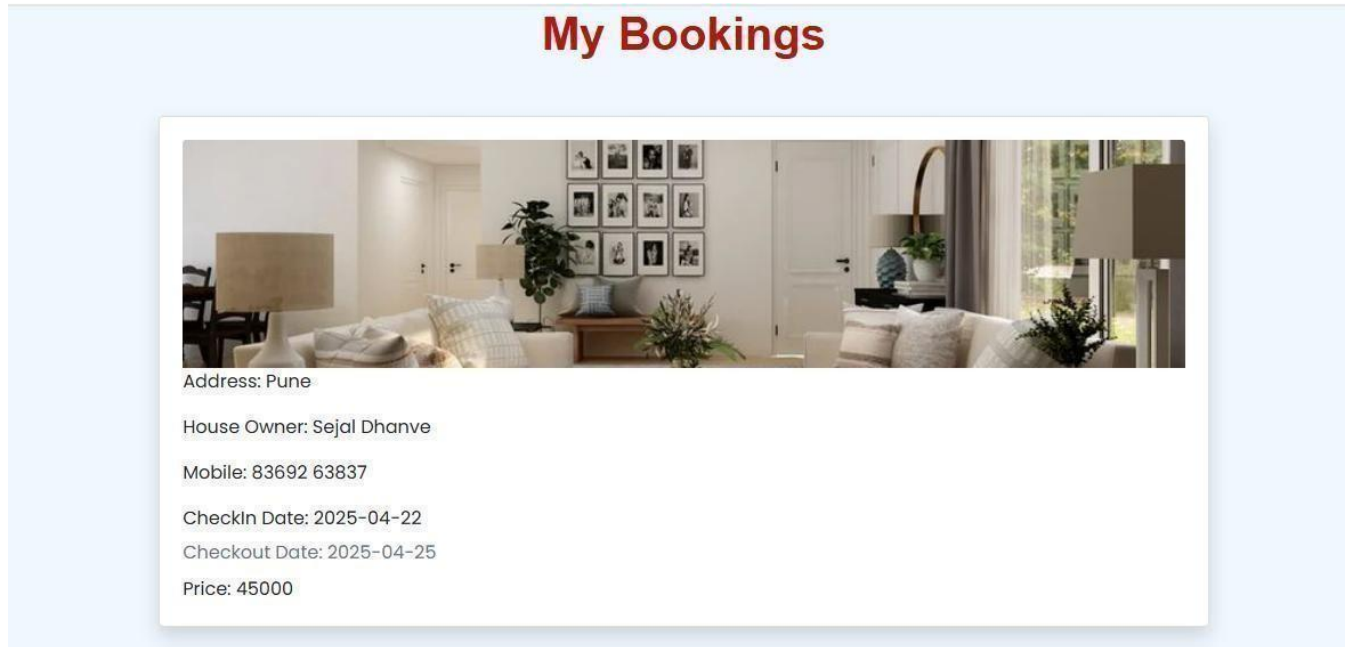 My Bookings
Address: Pune
House Owner: Sejal Dhanve
Mobile: 83692 63837
CheckIn Date: 2025-04-22
Checkout Date: 2025-04-25
Price: 45000